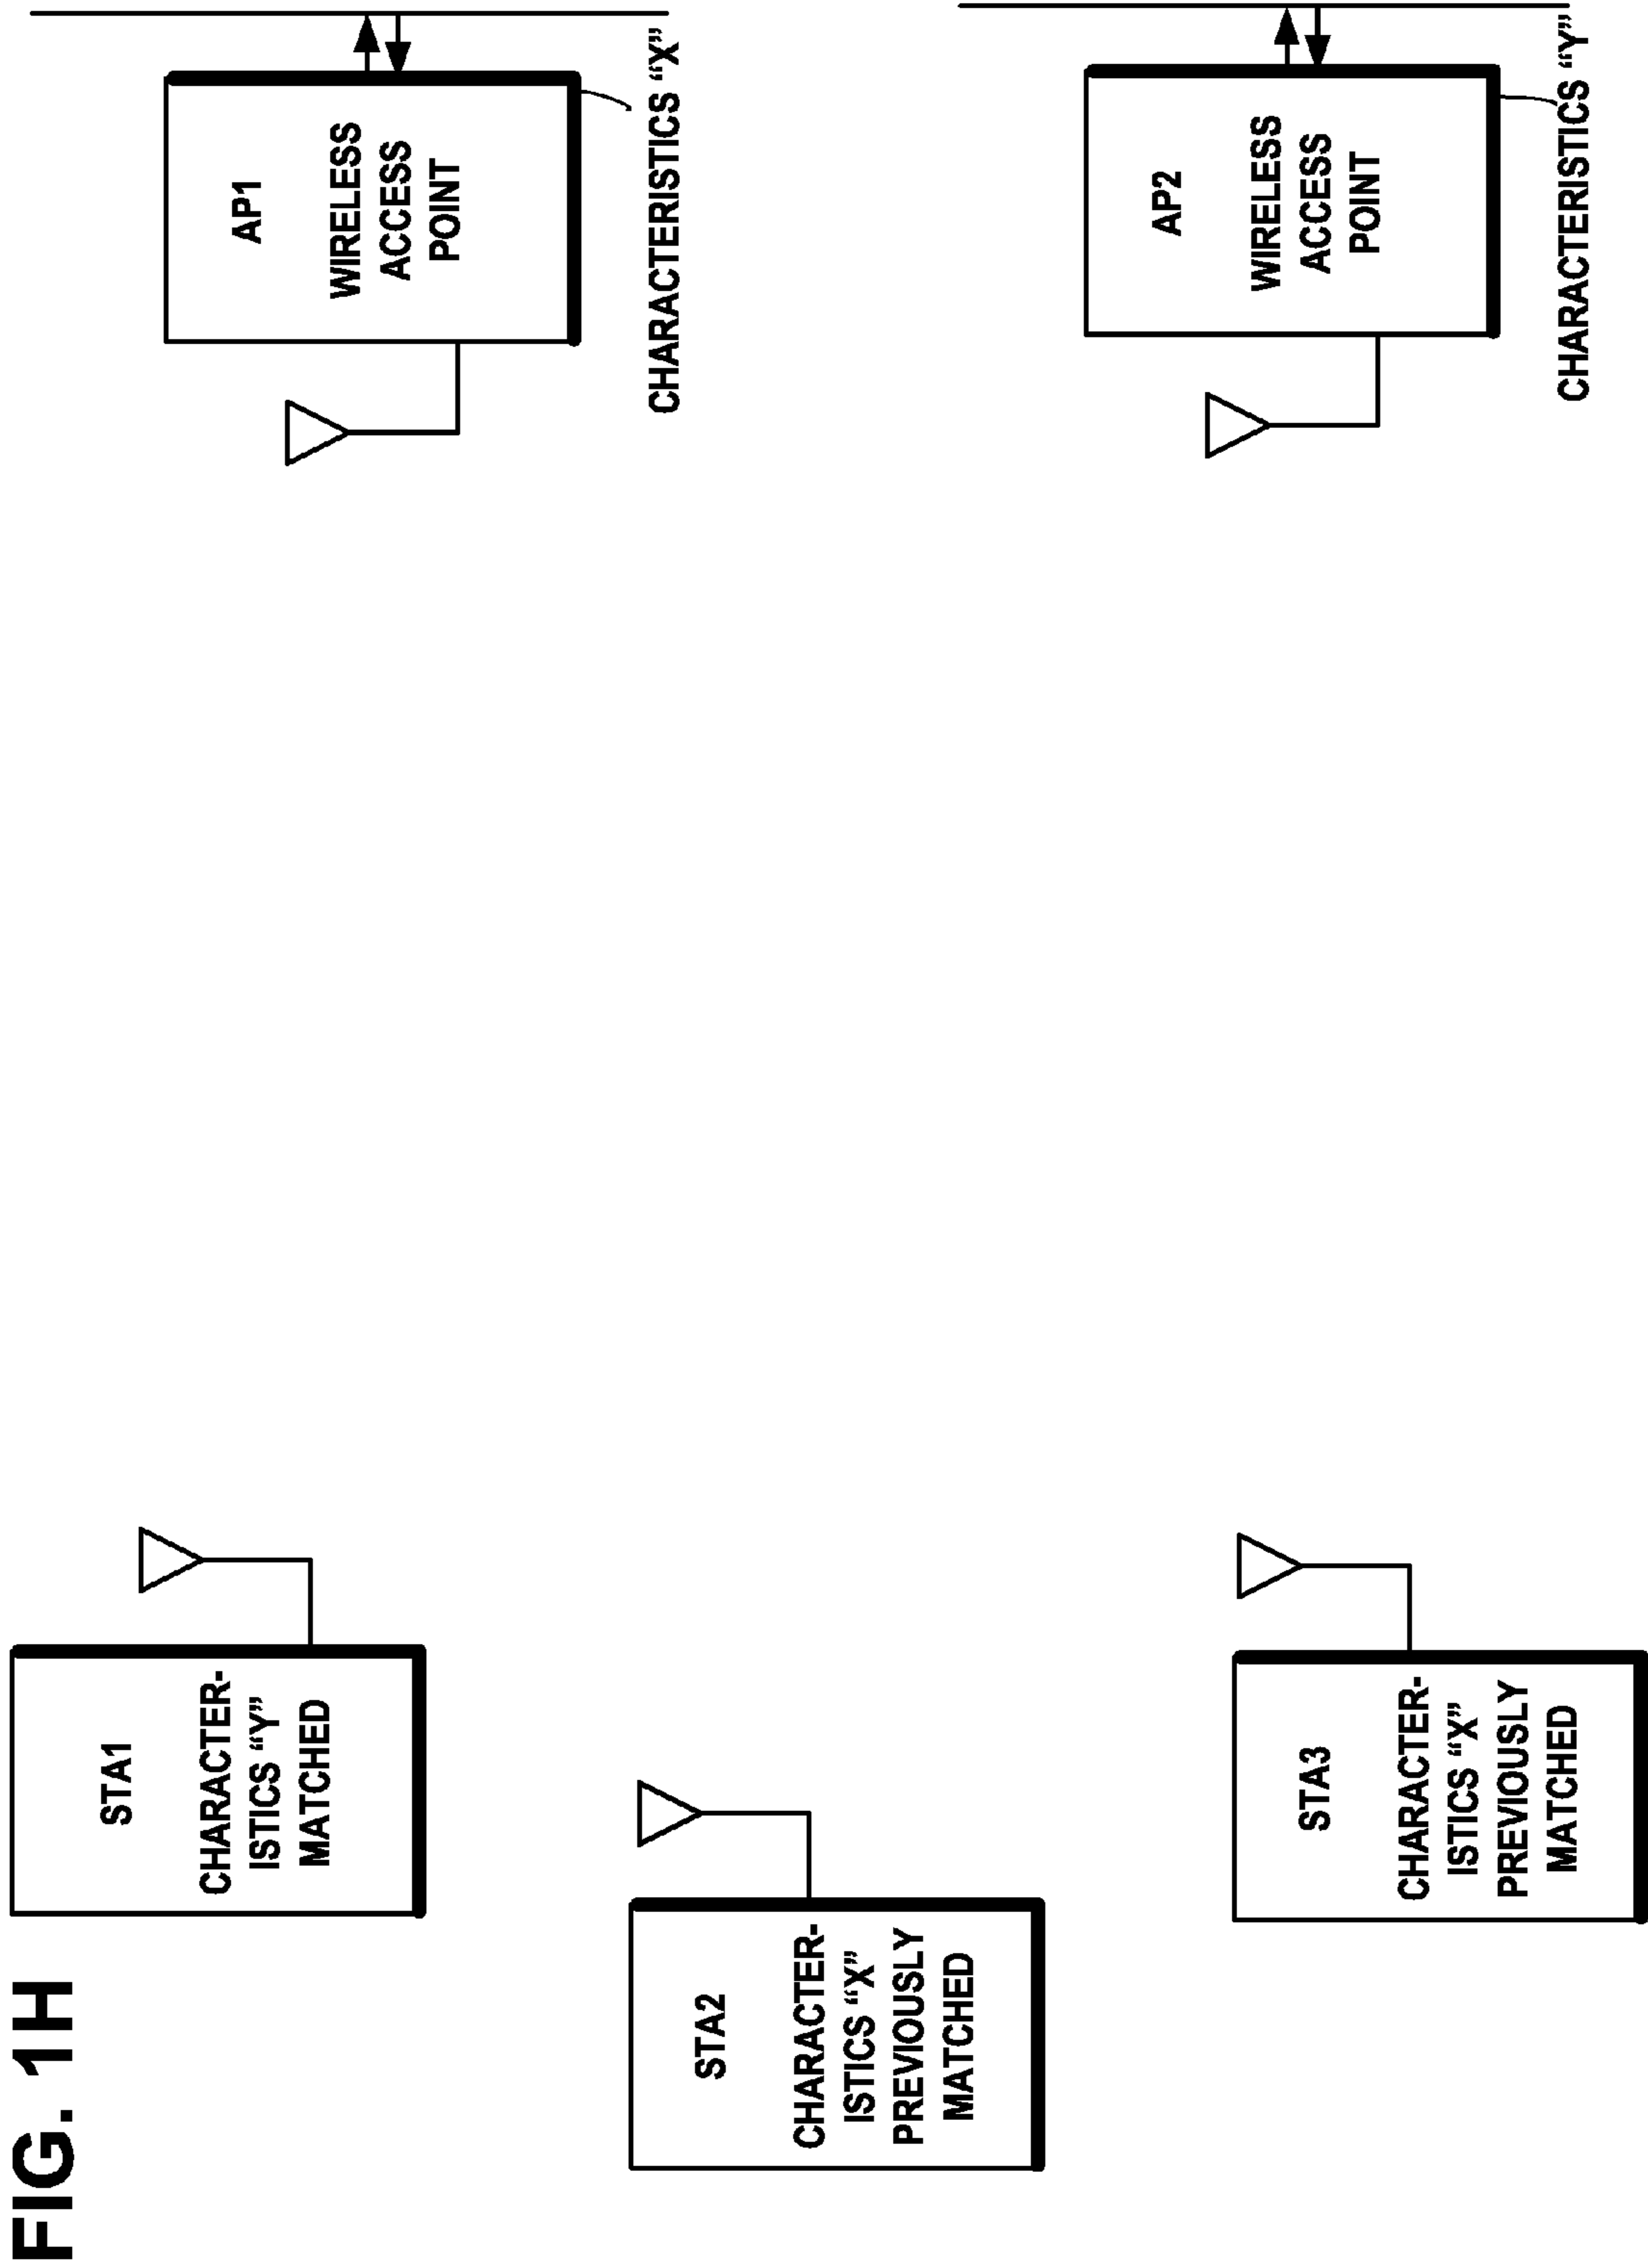 FIG. 1H
STA1
CHARACTER-
ISTICS “Y”
MATCHED
STA2
CHARACTER-
ISTICS “X”
PREVIOUSLY
MATCHED
STA3
CHARACTER-
ISTICS “X”
PREVIOUSLY
MATCHED
AP1
WIRELESS
ACCESS
POINT
CHARACTERISTICS “X”
AP2
WIRELESS
ACCESS
POINT
CHARACTERISTICS “Y”